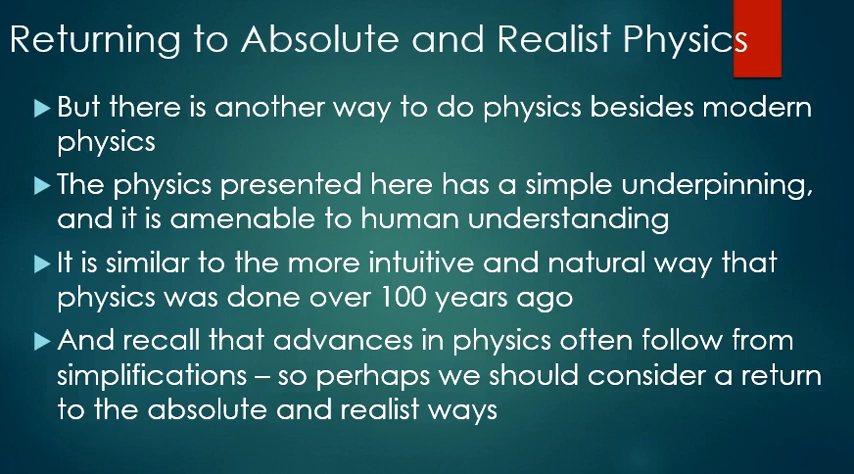 Returning to Absolute and Realist Physics
But there is another way to do physics besides modern
physics
The physics presented here has a simple underpinning,
and it is amenable to human understanding
It is similar to the more intuitive and natural way that
physics was done over 100 years ago
And recall that advances in physics often follow from
simplifications – so perhaps we should consider a return
to the absolute and realist ways